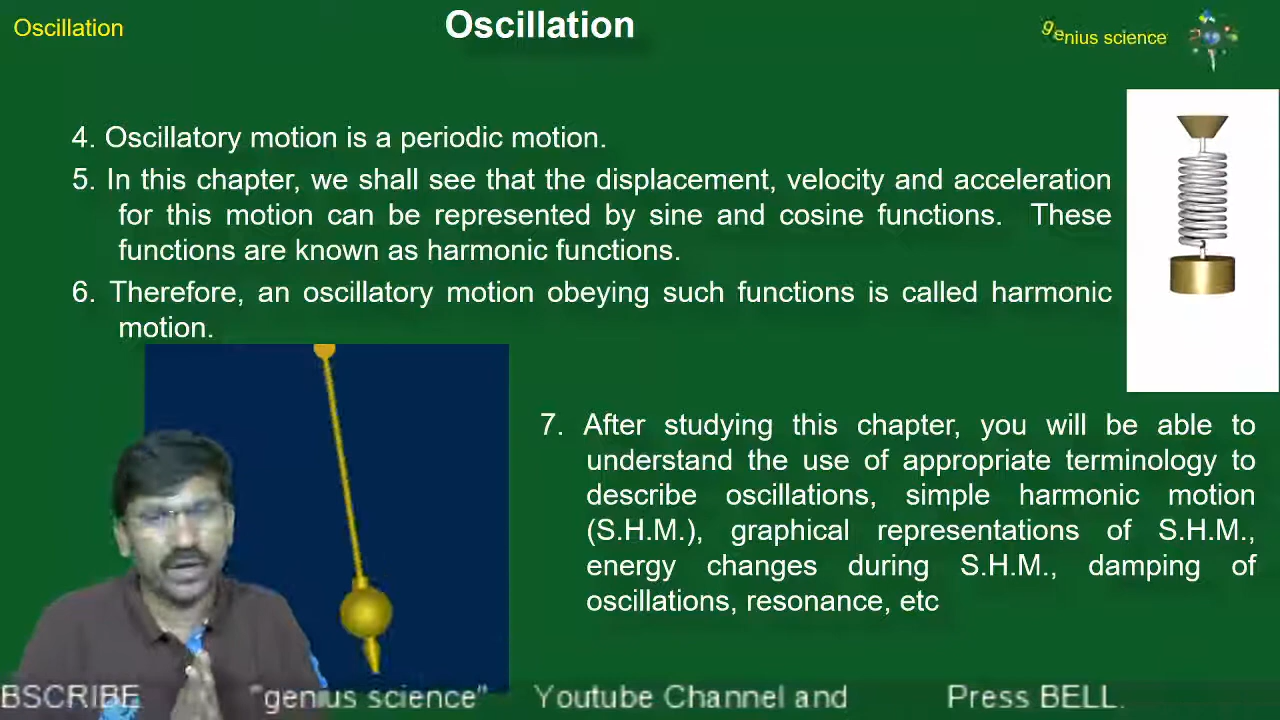 Oscillation
Oscillation
genius science
4. Oscillatory motion is a periodic motion.
5. In this chapter, we shall see that the displacement, velocity and acceleration
for this motion can be represented by sine and cosine functions. These
functions are known as harmonic functions.
6. Therefore, an oscillatory motion obeying such functions is called harmonic
motion.
7. After studying this chapter, you will be able to
understand the use of appropriate terminology to
describe oscillations, simple harmonic motion
(S.H.M.), graphical representations of S.H.M.,
energy changes during S.H.M., damping of
oscillations, resonance, etc
BSCRIBE "genius science" Youtube Channel and Press BELL.